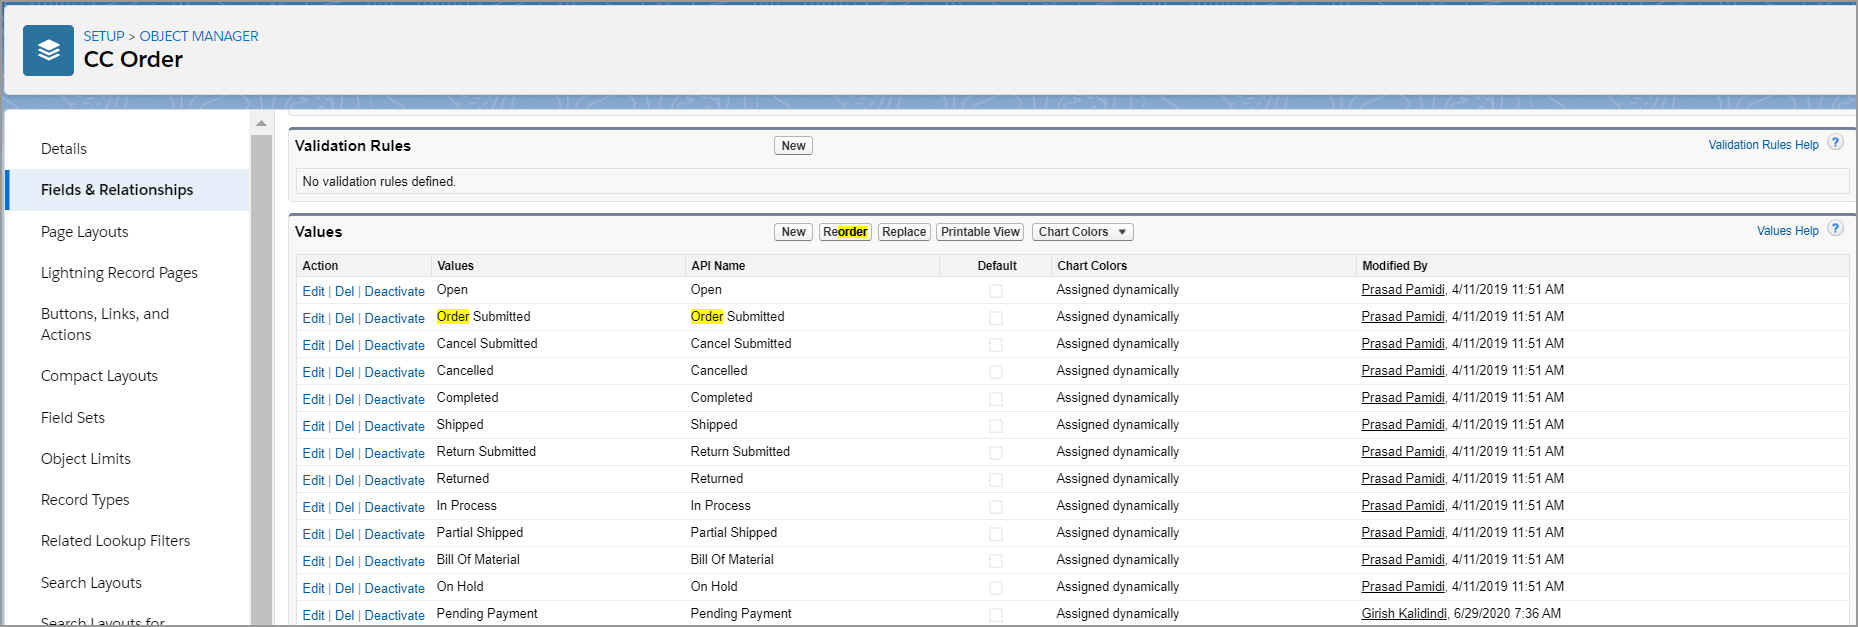 SETUP > OBJECT MANAGER
CC Order
Details
Fields & Relationships
Page Layouts
Lightning Record Pages
Buttons, Links, and
Actions
Compact Layouts
Field Sets
Object Limits
Record Types
Related Lookup Filters
Search Layouts
Search Layouts for
Validation Rules New Validation Rules Help ?
No validation rules defined.
Values New Reorder Replace Printable View Chart Colors Values Help ?
Action Values API Name Default Chart Colors Modified By
Edit | Del | Deactivate Open Open Assigned dynamically Prasad Pamidi, 4/11/2019 11:51 AM
Edit | Del | Deactivate Order Submitted Order Submitted Assigned dynamically Prasad Pamidi, 4/11/2019 11:51 AM
Edit | Del | Deactivate Cancel Submitted Cancel Submitted Assigned dynamically Prasad Pamidi, 4/11/2019 11:51 AM
Edit | Del | Deactivate Cancelled Cancelled Assigned dynamically Prasad Pamidi, 4/11/2019 11:51 AM
Edit | Del | Deactivate Completed Completed Assigned dynamically Prasad Pamidi, 4/11/2019 11:51 AM
Edit | Del | Deactivate Shipped Shipped Assigned dynamically Prasad Pamidi, 4/11/2019 11:51 AM
Edit | Del | Deactivate Return Submitted Return Submitted Assigned dynamically Prasad Pamidi, 4/11/2019 11:51 AM
Edit | Del | Deactivate Returned Returned Assigned dynamically Prasad Pamidi, 4/11/2019 11:51 AM
Edit | Del | Deactivate In Process In Process Assigned dynamically Prasad Pamidi, 4/11/2019 11:51 AM
Edit | Del | Deactivate Partial Shipped Partial Shipped Assigned dynamically Prasad Pamidi, 4/11/2019 11:51 AM
Edit | Del | Deactivate Bill Of Material Bill Of Material Assigned dynamically Prasad Pamidi, 4/11/2019 11:51 AM
Edit | Del | Deactivate On Hold On Hold Assigned dynamically Prasad Pamidi, 4/11/2019 11:51 AM
Edit | Del | Deactivate Pending Payment Pending Payment Assigned dynamically Girish Kalidindi, 6/29/2020 7:36 AM